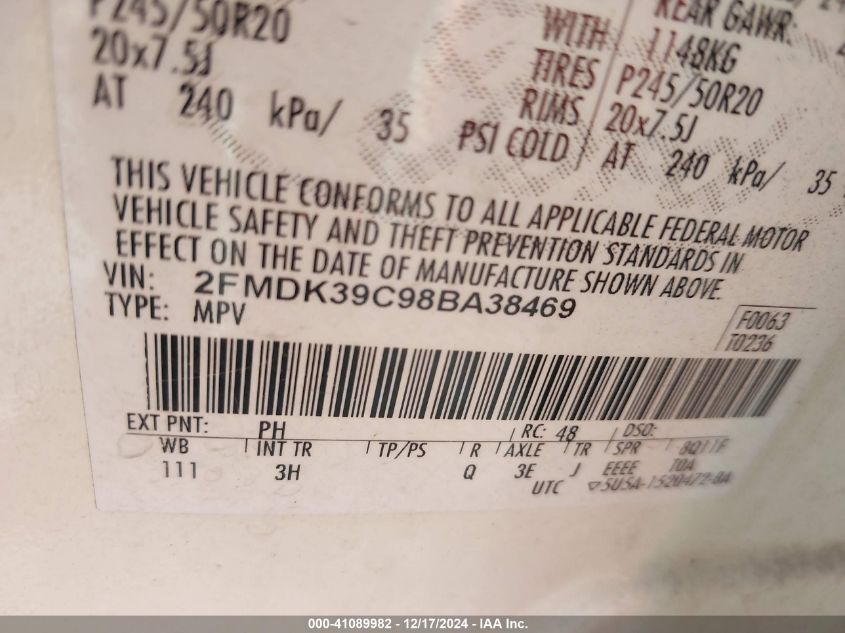 P245/50R20
20x7.5J
AT 240 kPa/ 35 PSI COLD
REAR GAWR:
1148KG
WITH
TIRES P245/50R20
RIMS 20x7.5J
AT 240 kPa/ 35
THIS VEHICLE CONFORMS TO ALL APPLICABLE FEDERAL MOTOR
VEHICLE SAFETY AND THEFT PREVENTION STANDARDS IN
EFFECT ON THE DATE OF MANUFACTURE SHOWN ABOVE.
VIN: 2FMDK39C98BA38469
TYPE: MPV
F0063
T0236
EXT PNT: PH RC: 48 DSO:
WB INT TR TP/PS R AXLE TR SPR
111 3H Q 3E J EEEE
UTC ▽5U5A-1520472-BA
000-41089982 / 12/17/2024 - IAA Inc.